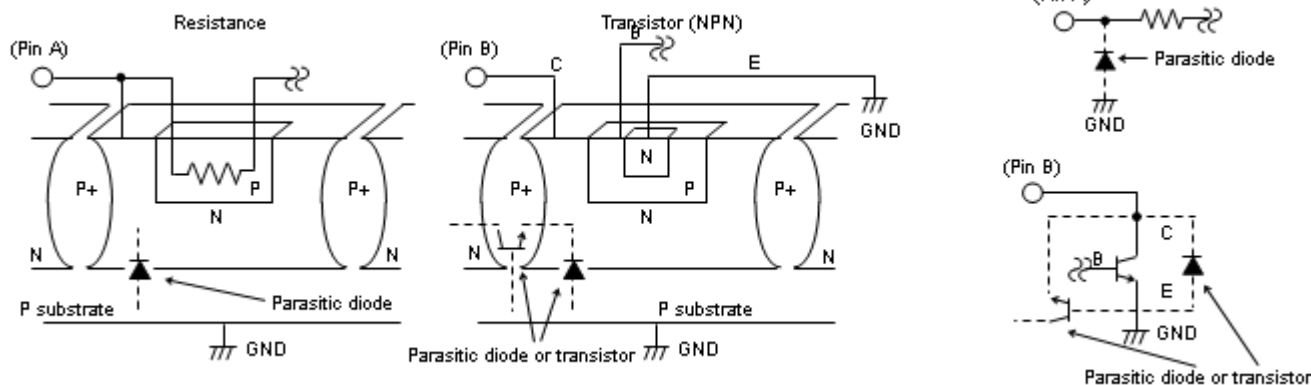 Resistance
(Pin A)
P+
P
P+
N
N
N
Parasitic diode
P substrate
GND
Transistor (NPN)
(Pin B)
B
C
E
GND
P+
N
P
P+
N
N
N
P substrate
GND
Parasitic diode or transistor
Parasitic diode
GND
(Pin B)
C
B
E
GND
Parasitic diode or transistor